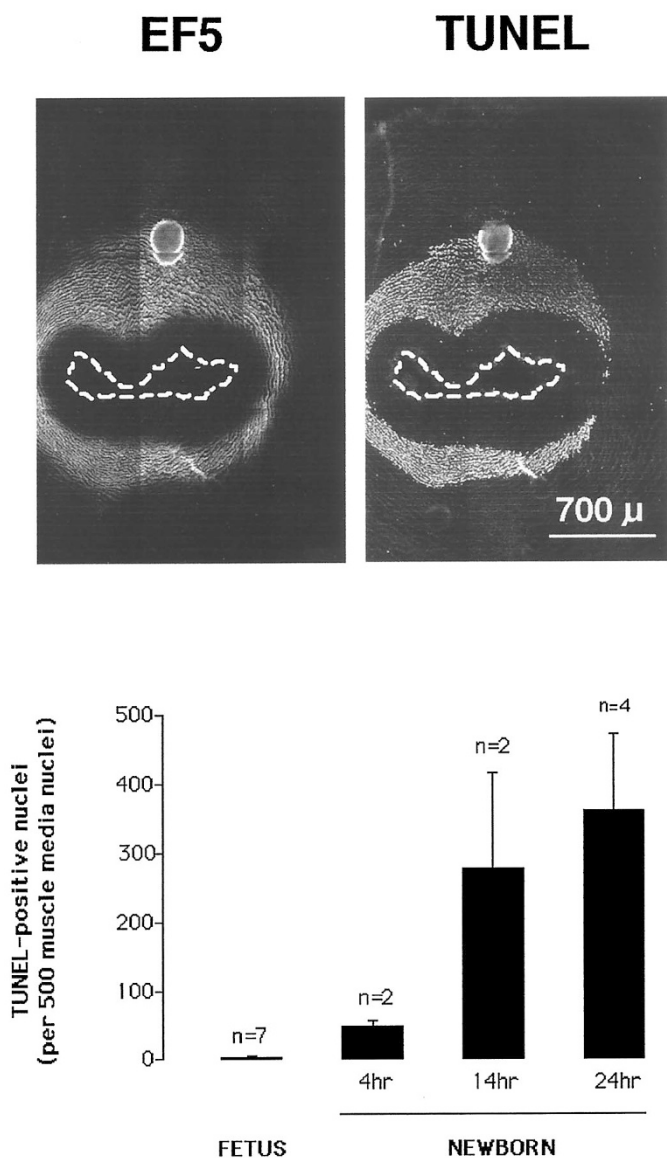 EF5 TUNEL
700 µ
TUNEL-positive nuclei
(per 500 muscle media nuclei)
500
400
300
200
100
0
n=7
n=2
n=2
n=4
4hr 14hr 24hr
FETUS NEWBORN